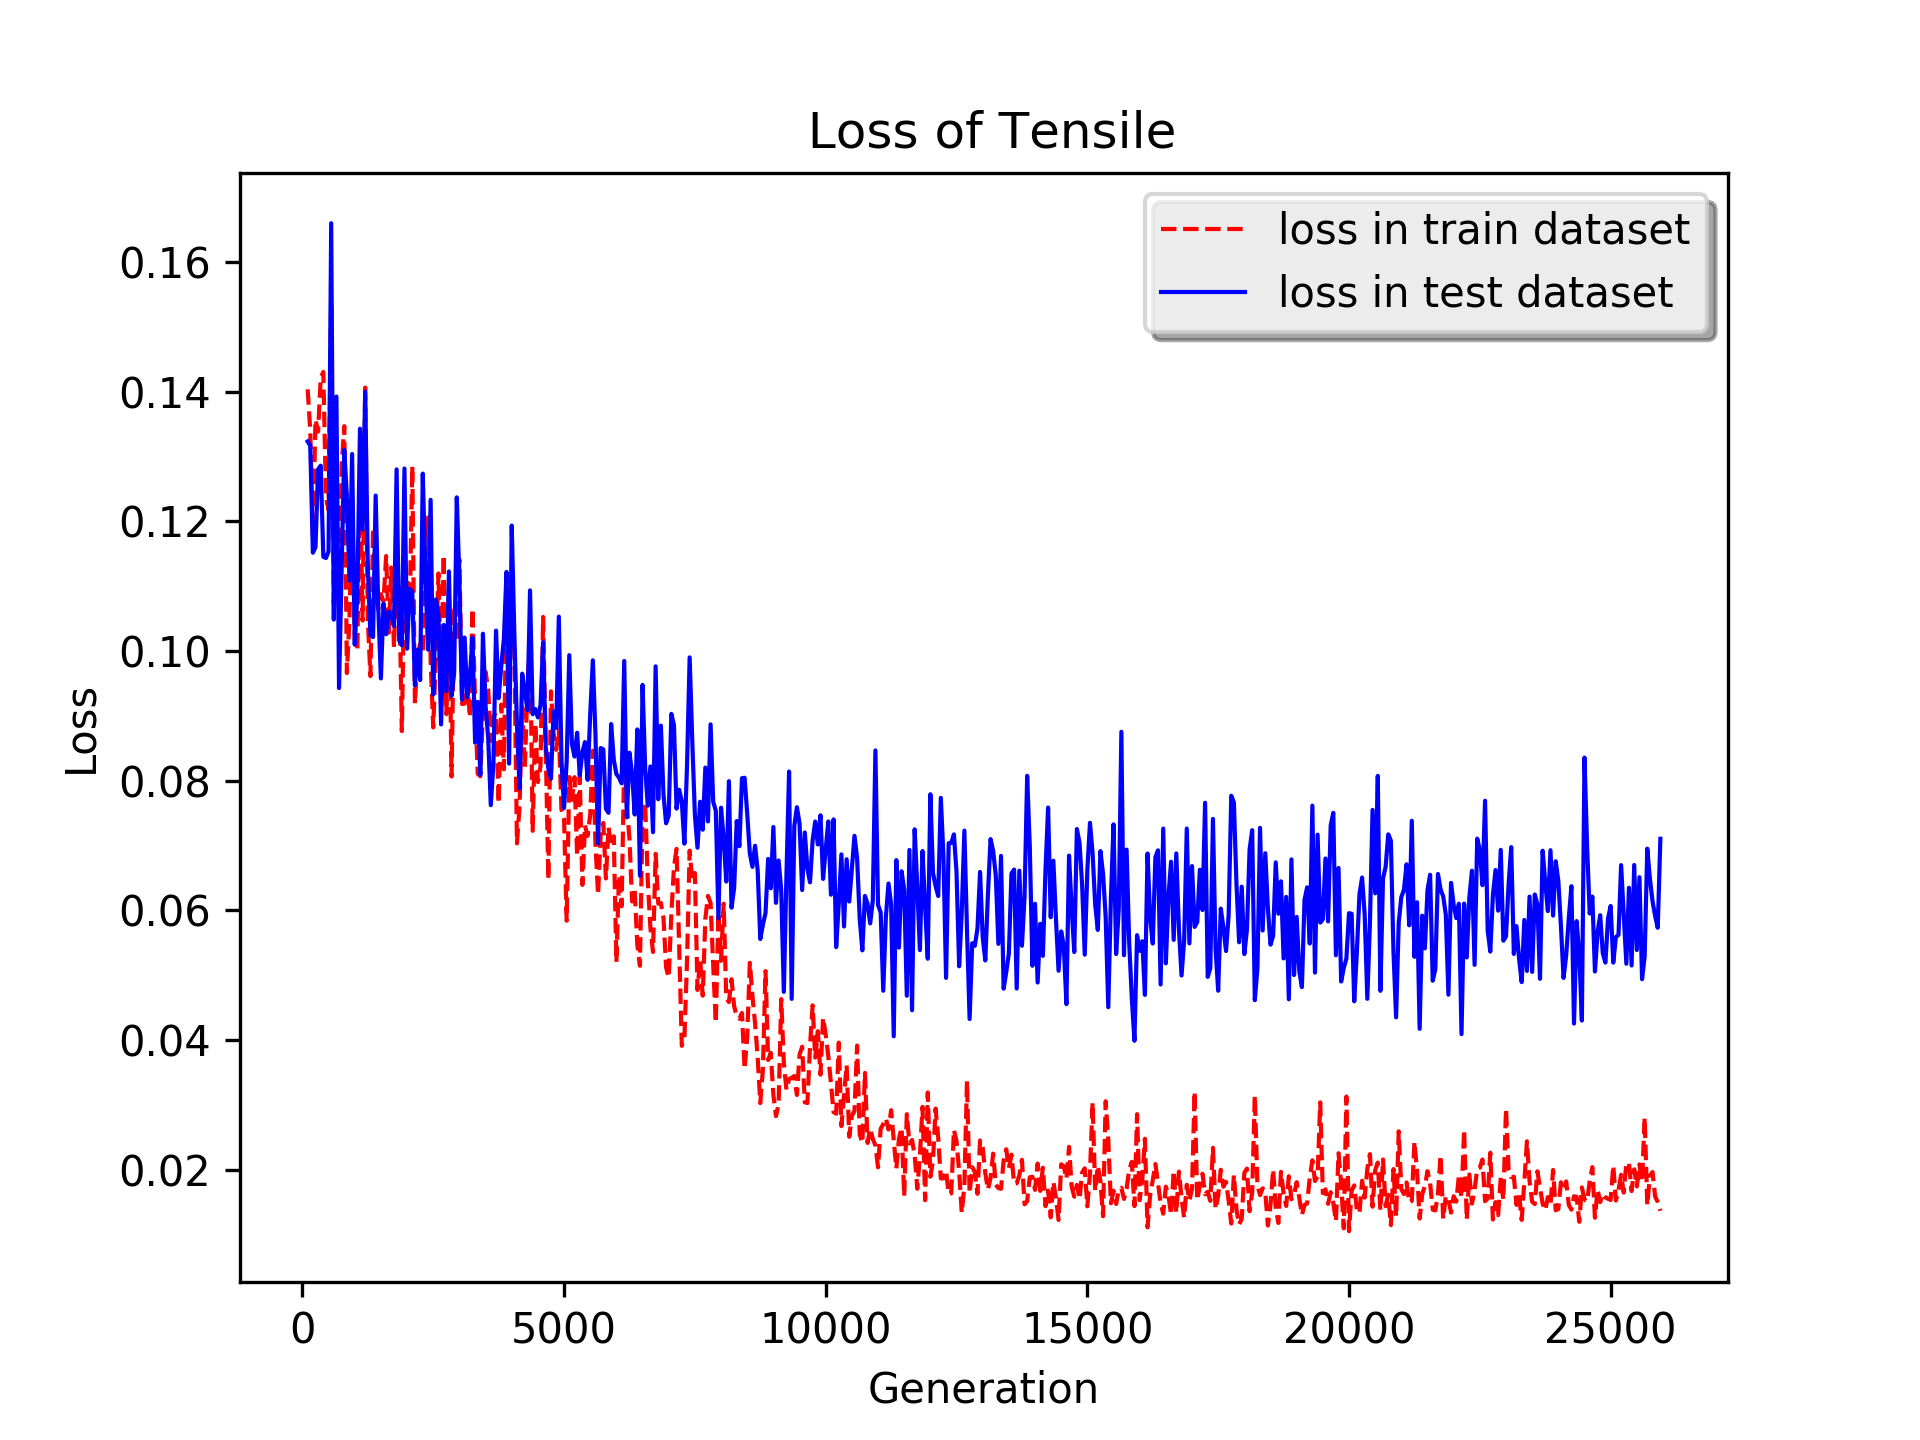 Loss of Tensile
loss in train dataset
loss in test dataset
0.16
0.14
0.12
0.10
0.08
0.06
0.04
0.02
Loss
0 5000 10000 15000 20000 25000
Generation